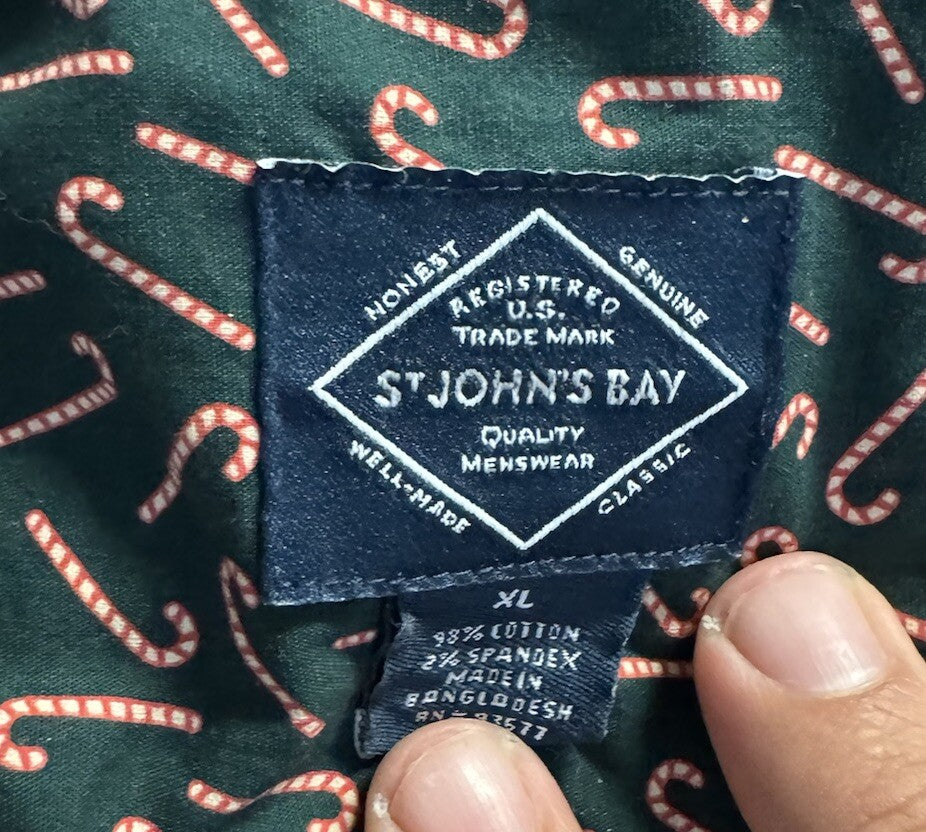 HONEST
GENUINE
REGISTERED
U.S.
TRADE MARK
ST JOHN'S BAY
QUALITY
MENSWEAR
WELL-MADE
CLASSIC
XL
98% COTTON
2% SPANDEX
MADE IN
BANGLADESH
93577